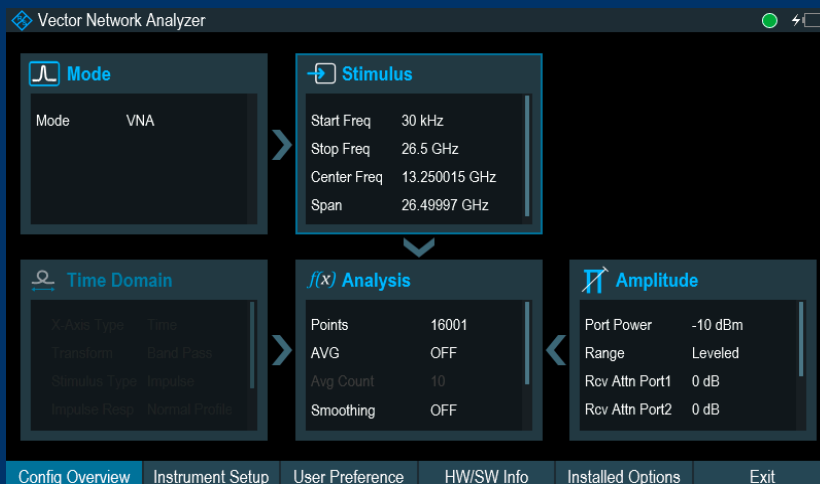 Vector Network Analyzer
Mode
Mode VNA
Stimulus
Start Freq 30 kHz
Stop Freq 26.5 GHz
Center Freq 13.250015 GHz
Span 26.49997 GHz
Time Domain
X-Axis Type Time
Transform Band Pass
Stimulus Type Impulse
Impulse Resp Normal Profile
f(x) Analysis
Points 16001
AVG OFF
Avg Count 10
Smoothing OFF
Amplitude
Port Power -10 dBm
Range Leveled
Rcv Attn Port1 0 dB
Rcv Attn Port2 0 dB
Config Overview Instrument Setup User Preference HW/SW Info Installed Options Exit